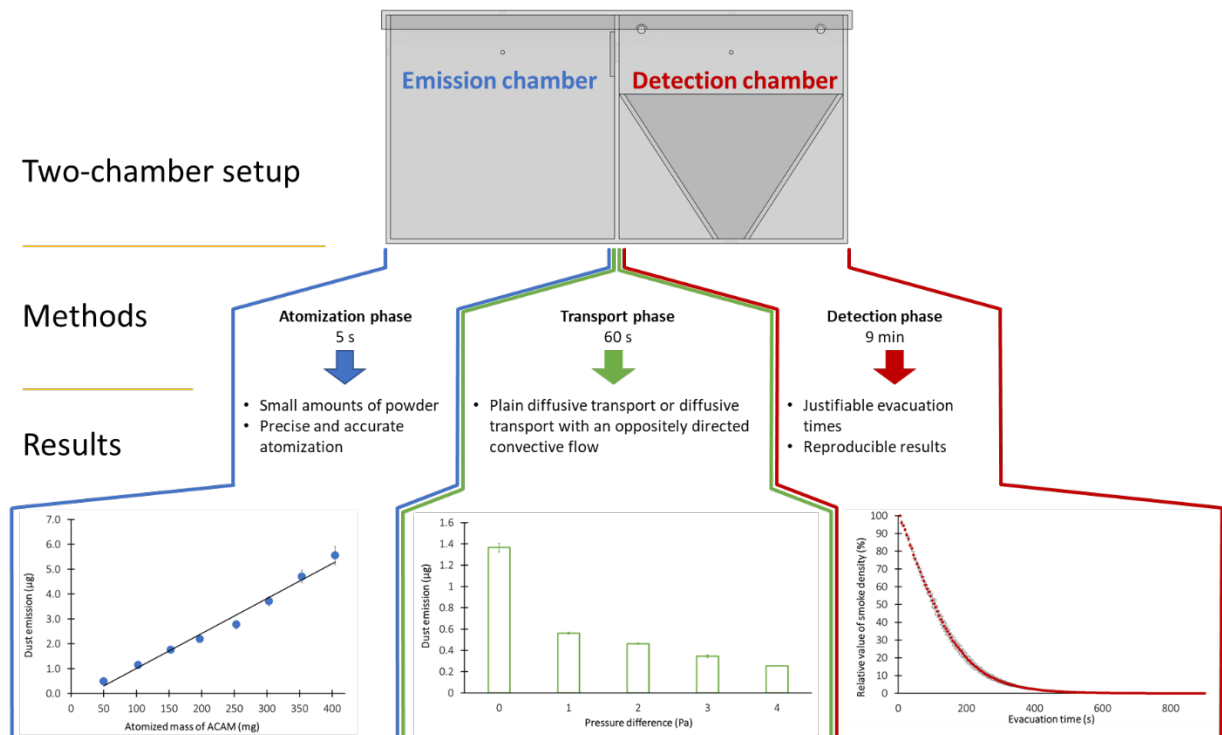 Emission chamber
Detection chamber
Two-chamber setup
Methods
Results
Atomization phase
5 s
• Small amounts of powder
• Precise and accurate
atomization
Transport phase
60 s
• Plain diffusive transport or diffusive
transport with an oppositely directed
convective flow
Detection phase
9 min
• Justifiable evacuation
times
• Reproducible results
Dust emission (µg)
7.0
6.0
5.0
4.0
3.0
2.0
1.0
0.0
0 50 100 150 200 250 300 350 400
Atomized mass of ACAM (mg)
Dust emission (µg)
1.6
1.4
1.2
1
0.8
0.6
0.4
0.2
0
0 1 2 3 4
Pressure difference (Pa)
Relative value of smoke density (%)
100
90
80
70
60
50
40
30
20
10
0
0 200 400 600 800
Evacuation time (s)